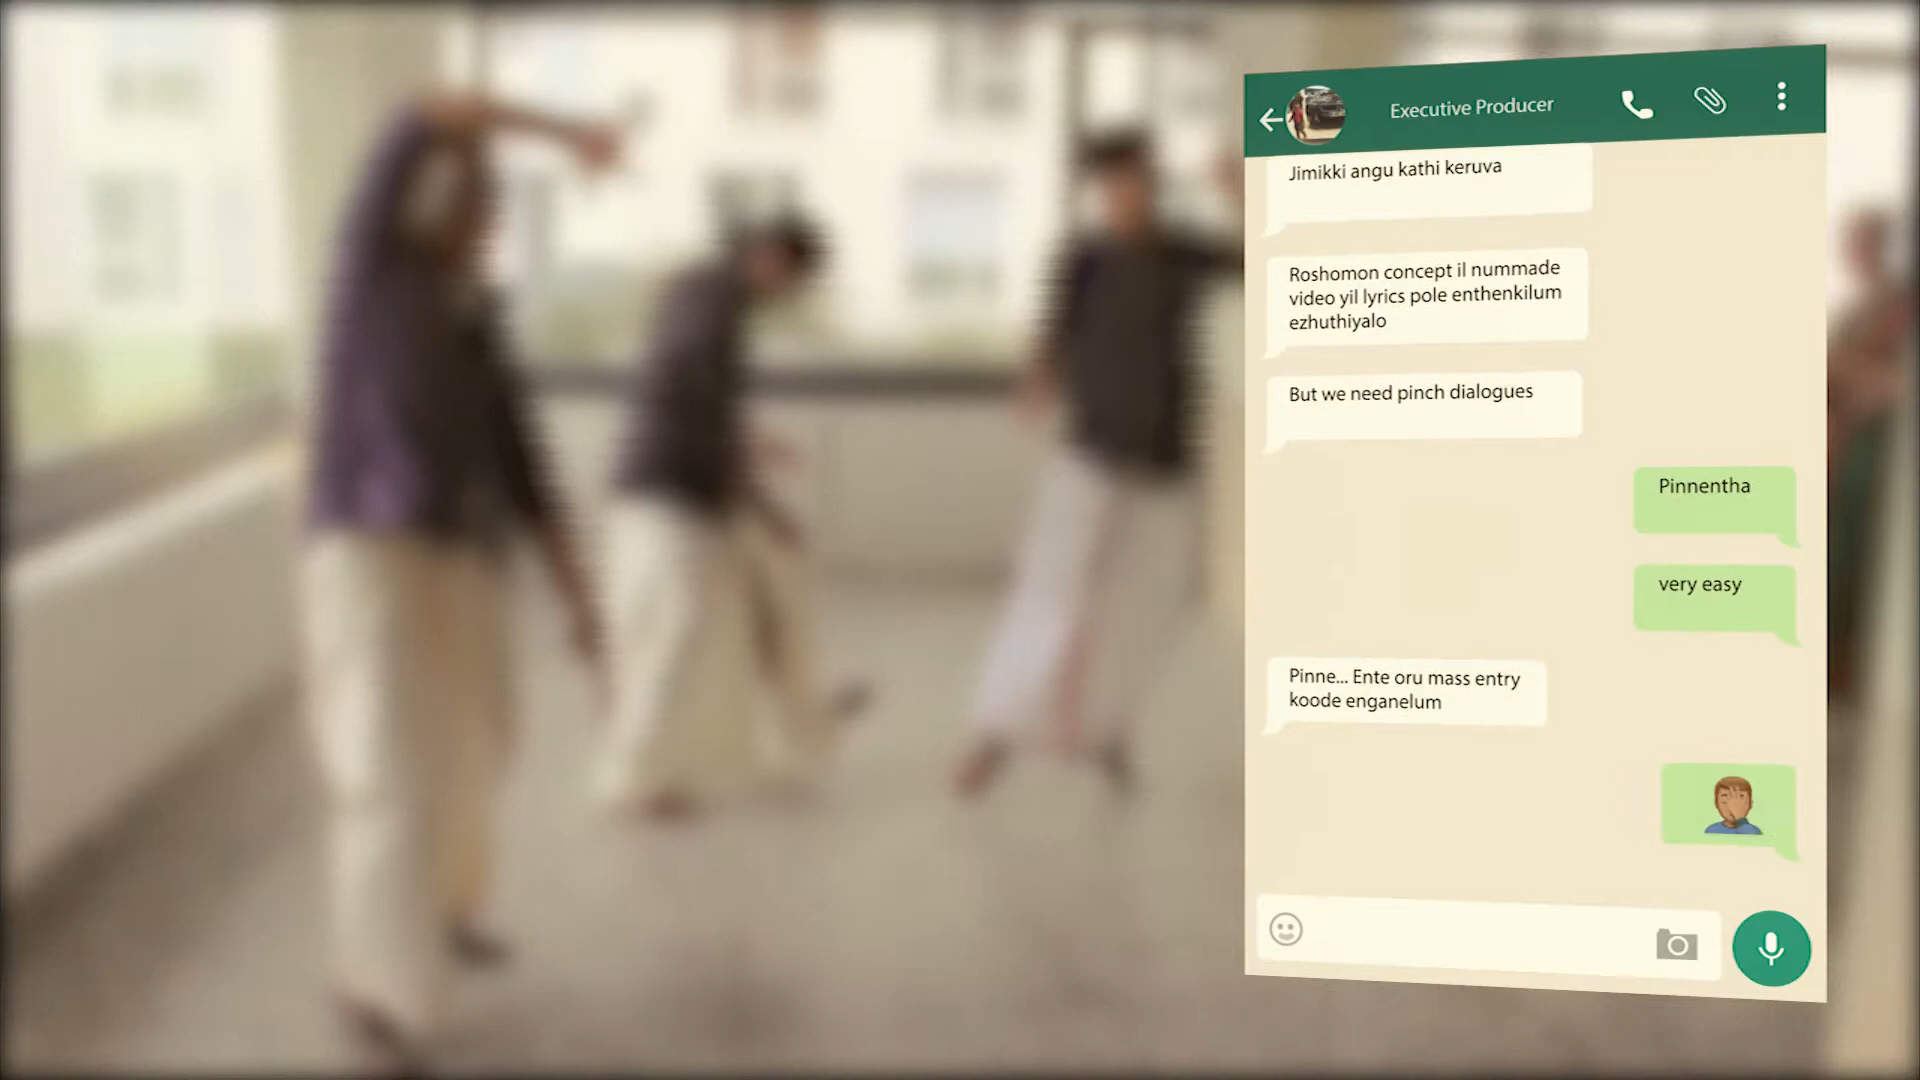 Executive Producer
Jimikki angu kathi keruva
Roshomon concept il nummade
video yil lyrics pole enthenkilum
ezhuthiyalo
But we need pinch dialogues
Pinnentha
very easy
Pinne... Ente oru mass entry
koode enganelum